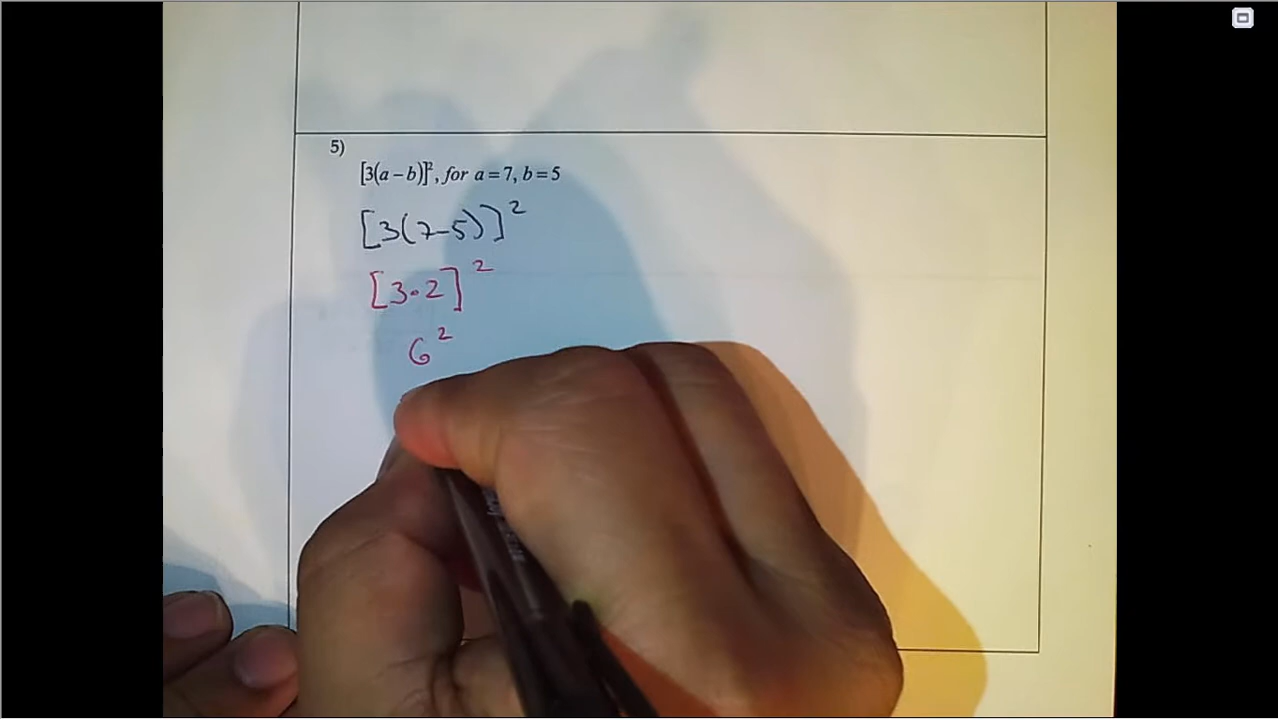 5)
[3(a−b)]², for a=7, b=5
[3(7-5)]²
[3•2]²
6²